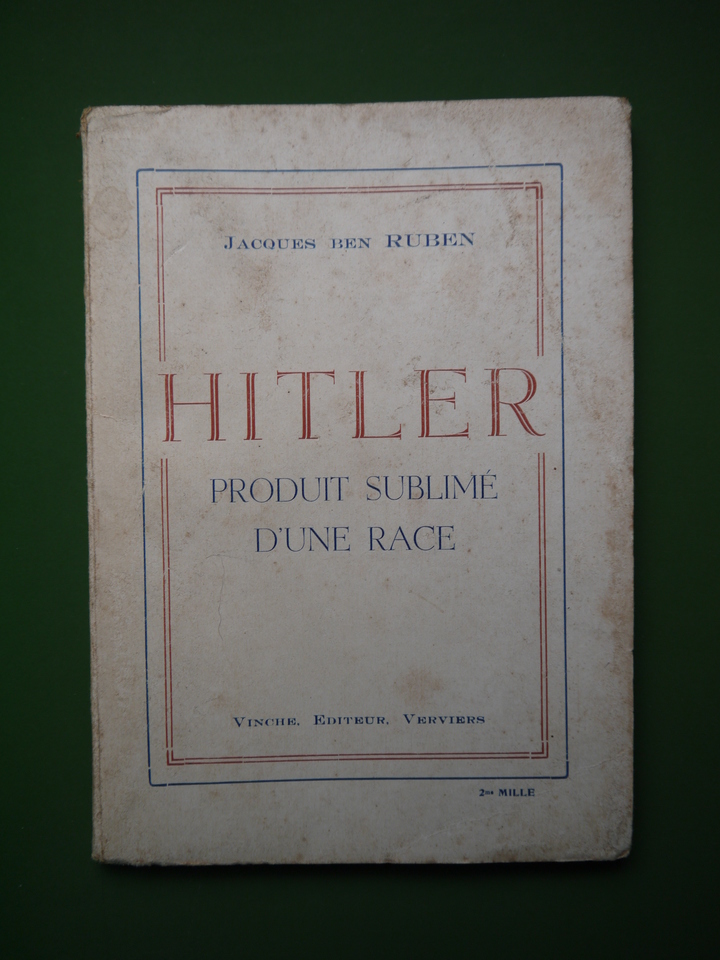 Jacques ben RUBEN
HITLER
PRODUIT SUBLIMÉ
D'UNE RACE
Vinche, Editeur, Verviers
2me MILLE